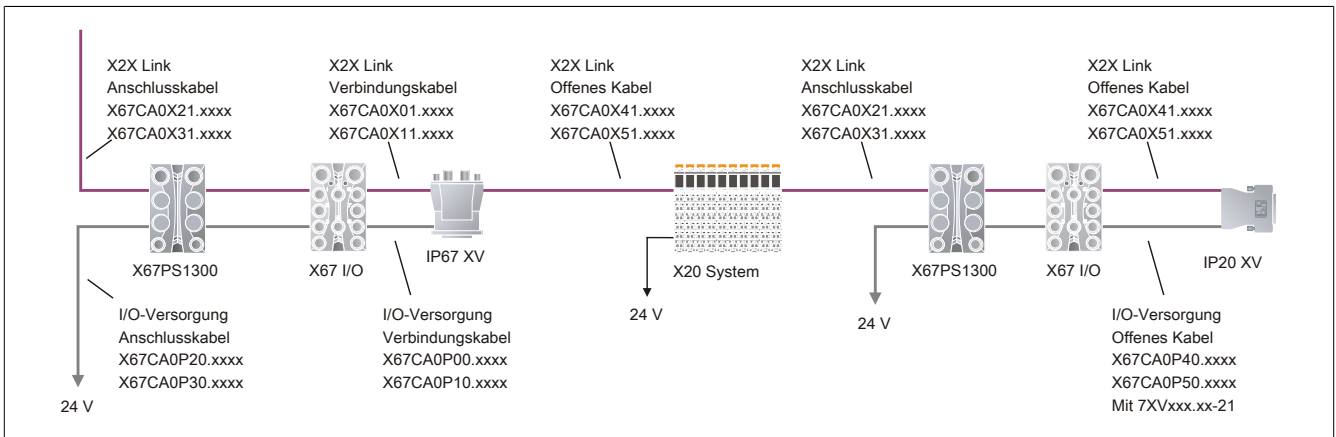 X2X Link
Anschlusskabel
X67CA0X21.xxxx
X67CA0X31.xxxx
X2X Link
Verbindungskabel
X67CA0X01.xxxx
X67CA0X11.xxxx
X2X Link
Offenes Kabel
X67CA0X41.xxxx
X67CA0X51.xxxx
X2X Link
Anschlusskabel
X67CA0X21.xxxx
X67CA0X31.xxxx
X2X Link
Offenes Kabel
X67CA0X41.xxxx
X67CA0X51.xxxx
X67PS1300
X67 I/O
IP67 XV
X20 System
X67PS1300
X67 I/O
IP20 XV
I/O-Versorgung
Anschlusskabel
X67CA0P20.xxxx
X67CA0P30.xxxx
24 V
I/O-Versorgung
Verbindungskabel
X67CA0P00.xxxx
X67CA0P10.xxxx
24 V
24 V
I/O-Versorgung
Offenes Kabel
X67CA0P40.xxxx
X67CA0P50.xxxx
Mit 7XVxxx.xx-21